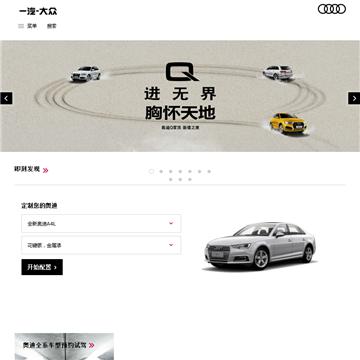 一汽-大众
菜单 搜索
Q
进无界
胸怀天地
奥迪Q家族 新境之旅
即刻发现
定制您的奥迪
全新奥迪A4L
花磴银,金属漆
开始配置
奥迪全系车型预约试驾